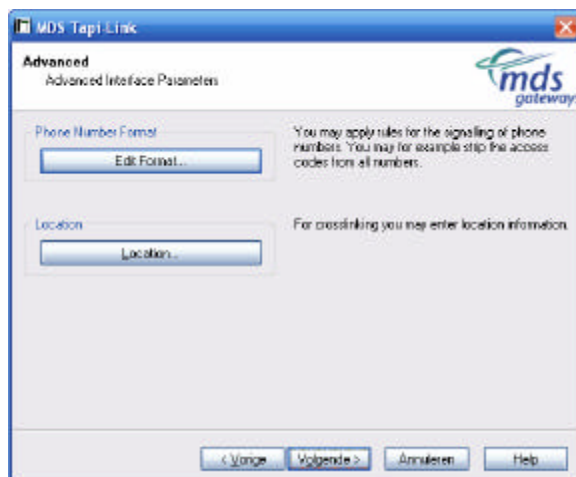 MDS Tapi-Link
Advanced
Advanced Interface Parameters
mds
gateways
Phone Number Format
Edit Format...
You may apply rules for the signalling of phone
numbers. You may for example strip the access
codes from all numbers.
Location
Location...
For crosslinking you may enter location information.
< Vorige
Volgende >
Annuleren
Help